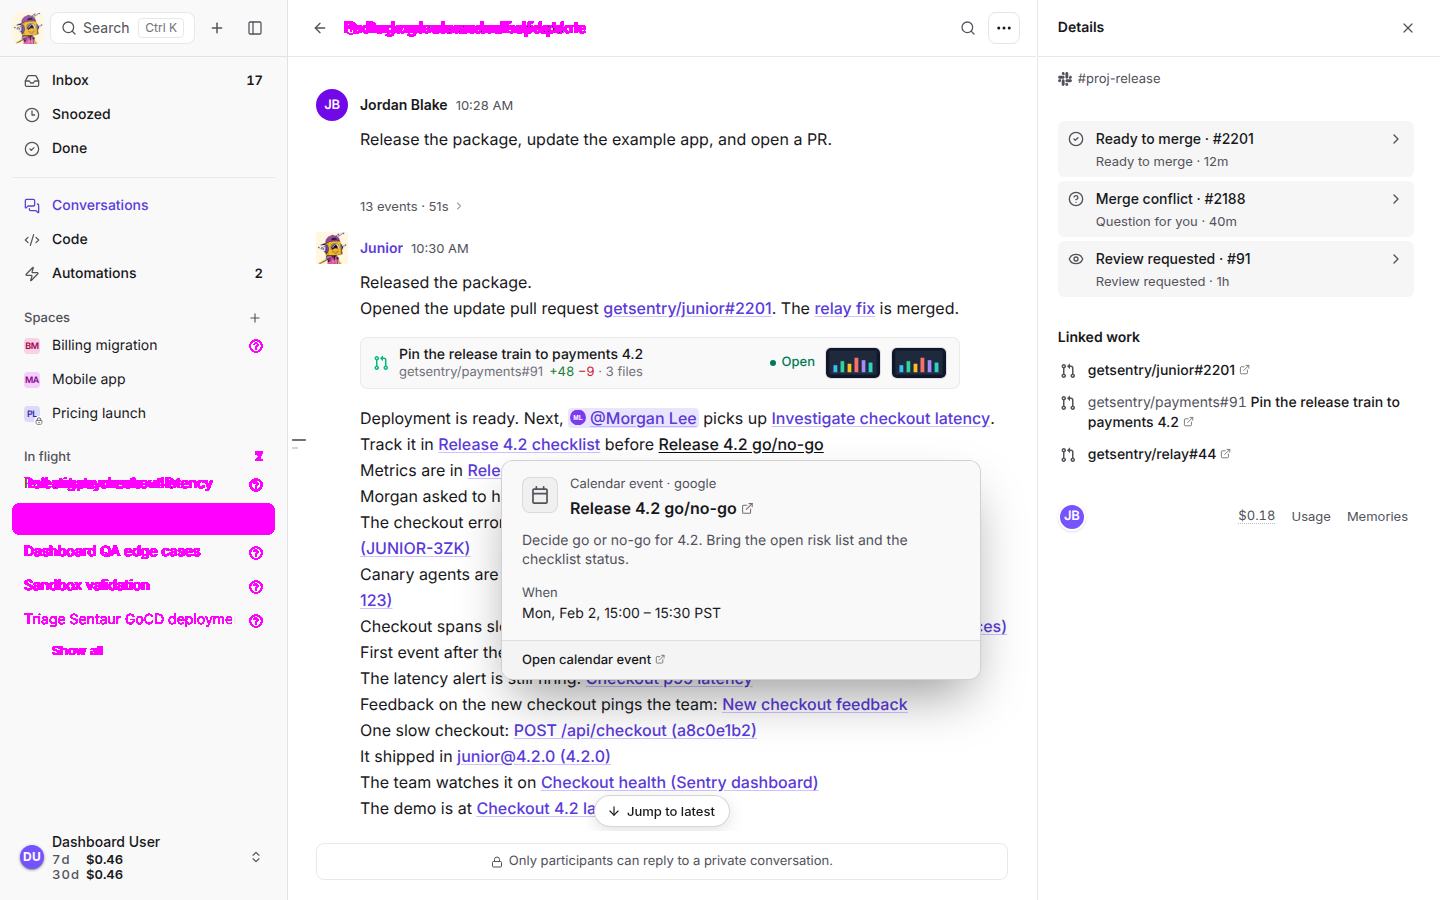 Search Ctrl K
Inbox 17
Snoozed
Done
Conversations
Code
Automations 2
Spaces
BM Billing migration
MA Mobile app
PL Pricing launch
In flight
Dashboard QA edge cases
Sandbox validation
Triage Sentaur GoCD deployme
Show all
DU Dashboard User
7d $0.46
30d $0.46
JB Jordan Blake 10:28 AM
Release the package, update the example app, and open a PR.
13 events · 51s
Junior 10:30 AM
Released the package.
Opened the update pull request getsentry/junior#2201. The relay fix is merged.
Pin the release train to payments 4.2
getsentry/payments#91 +48 −9 · 3 files
Open
Deployment is ready. Next, ML @Morgan Lee picks up Investigate checkout latency.
Track it in Release 4.2 checklist before Release 4.2 go/no-go
Metrics are in
Morgan asked to
The checkout
(JUNIOR-3ZK)
Canary agents are
123)
Checkout spans
First event after the
The latency alert is still firing: Checkout p95 latency
Feedback on the new checkout pings the team: New checkout feedback
One slow checkout: POST /api/checkout (a8c0e1b2)
It shipped in junior@4.2.0 (4.2.0)
The team watches it on Checkout health (Sentry dashboard)
The demo is at Checkout 4.2
Calendar event · google
Release 4.2 go/no-go
Decide go or no-go for 4.2. Bring the open risk list and the
checklist status.
When
Mon, Feb 2, 15:00 – 15:30 PST
Open calendar event
Jump to latest
Only participants can reply to a private conversation.
Details
#proj-release
Ready to merge · #2201
Ready to merge · 12m
Merge conflict · #2188
Question for you · 40m
Review requested · #91
Review requested · 1h
Linked work
getsentry/junior#2201
getsentry/payments#91 Pin the release train to
payments 4.2
getsentry/relay#44
JB $0.18 Usage Memories